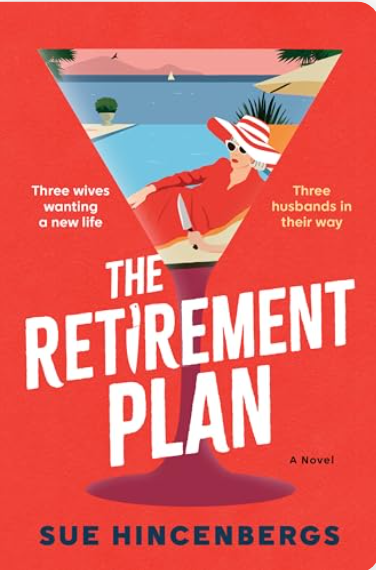 Three wives
wanting
a new life
Three
husbands in
their way
THE
RETIREMENT
PLAN
A Novel
SUE HINCENBERGS